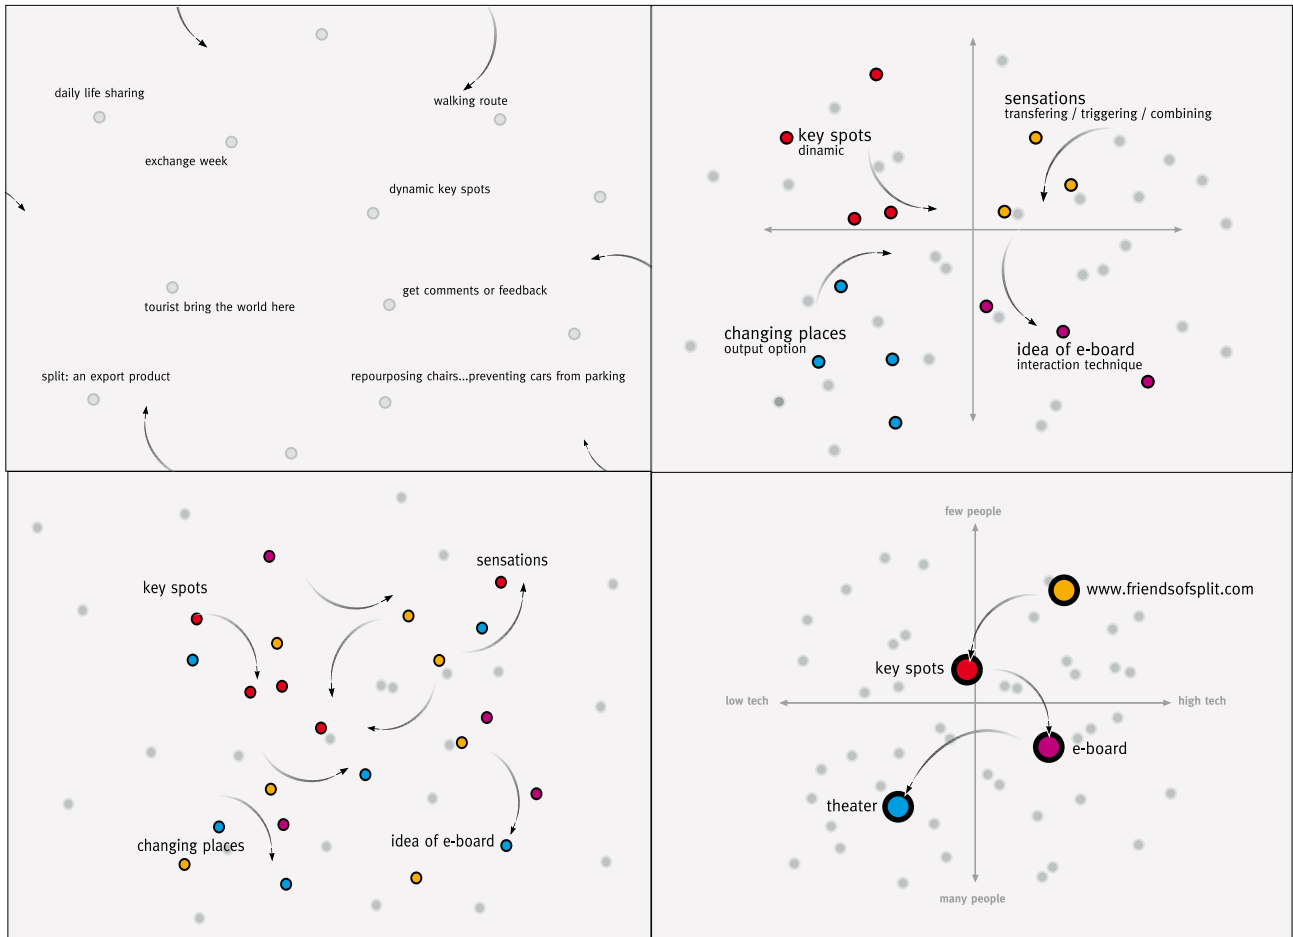 daily life sharing
walking route
exchange week
dynamic key spots
get comments or feedback
tourist bring the world here
split: an export product
repourposing chairs...preventing cars from parking
sensations
transfering / triggering / combining
key spots
dinamic
changing places
output option
idea of e-board
interaction technique
sensations
key spots
changing places
idea of e-board
few people
www.friendsofsplit.com
key spots
low tech
high tech
e-board
theater
many people